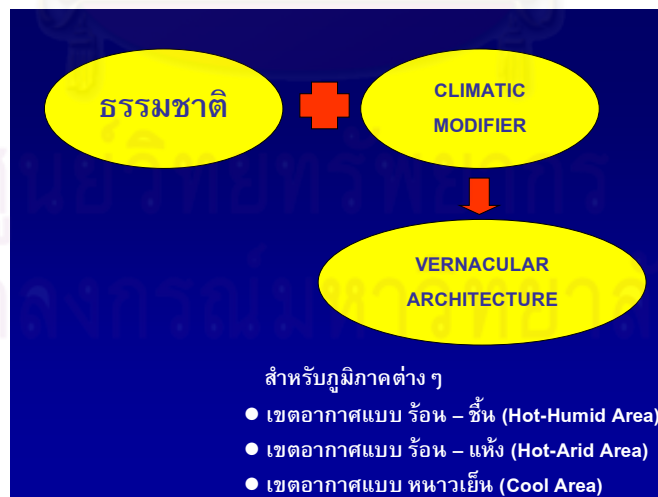 ธรรมชาติ
CLIMATIC
MODIFIER
VERNACULAR
ARCHITECTURE
สำหรับภูมิภาคต่าง ๆ
● เขตอากาศแบบ ร้อน – ชื้น (Hot-Humid Area)
● เขตอากาศแบบ ร้อน – แห้ง (Hot-Arid Area)
● เขตอากาศแบบ หนาวเย็น (Cool Area)